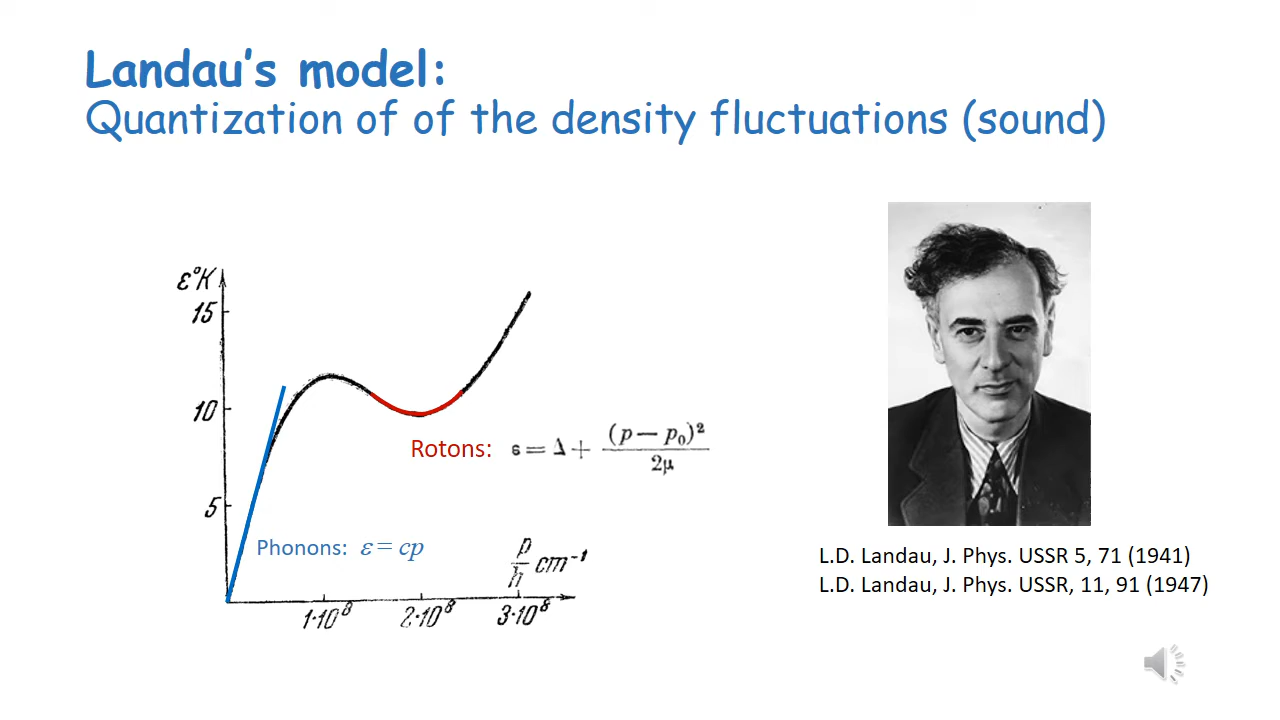 Landau's model:
Quantization of of the density fluctuations (sound)
ε°K
15
10
5
Rotons: ε = Δ + (p − p₀)² / 2μ
Phonons: ε = cp
p/ħ cm⁻¹
1·10⁸
2·10⁸
3·10⁸
L.D. Landau, J. Phys. USSR 5, 71 (1941)
L.D. Landau, J. Phys. USSR, 11, 91 (1947)